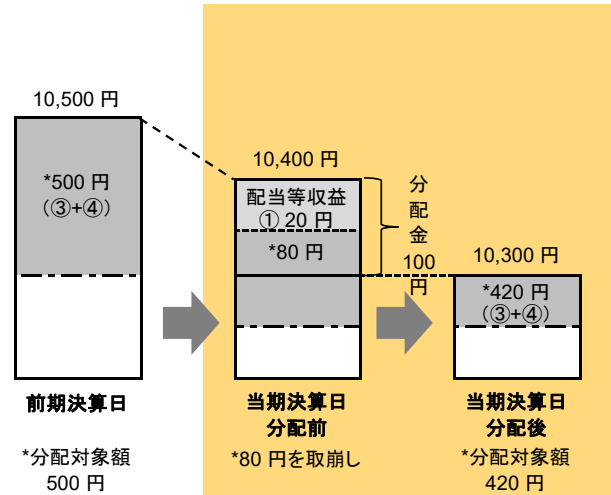 10,500 円
*500 円
(③+④)
前期決算日
*分配対象額
500 円
10,400 円
配当等収益
① 20 円
*80 円
分配金
100
円
当期決算日
分配前
*80 円を取崩し
10,300 円
*420 円
(③+④)
当期決算日
分配後
*分配対象額
420 円